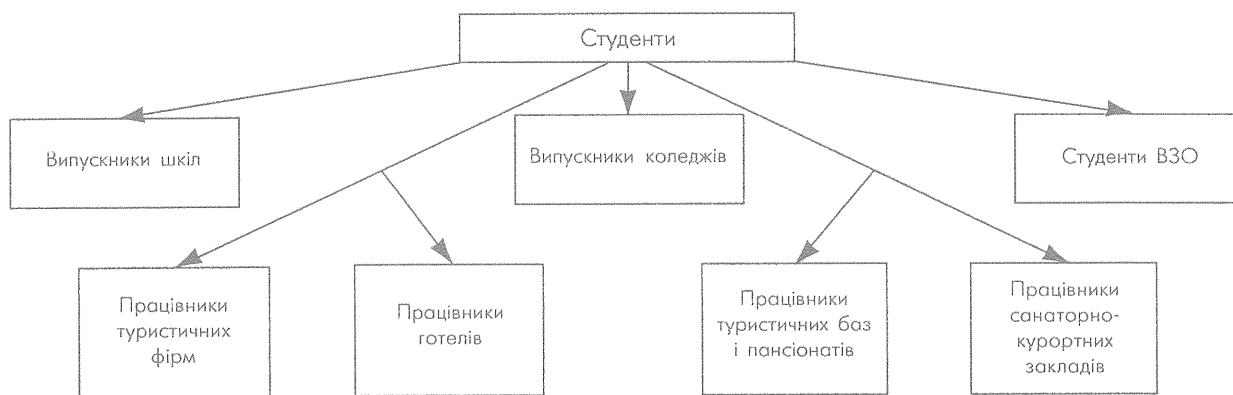 Студенти
Випускники шкіл
Випускники коледжів
Студенти ВЗО
Працівники
туристичних
фірм
Працівники
готелів
Працівники
туристичних баз
і пансіонатів
Працівники
санаторно-
курортних
закладів